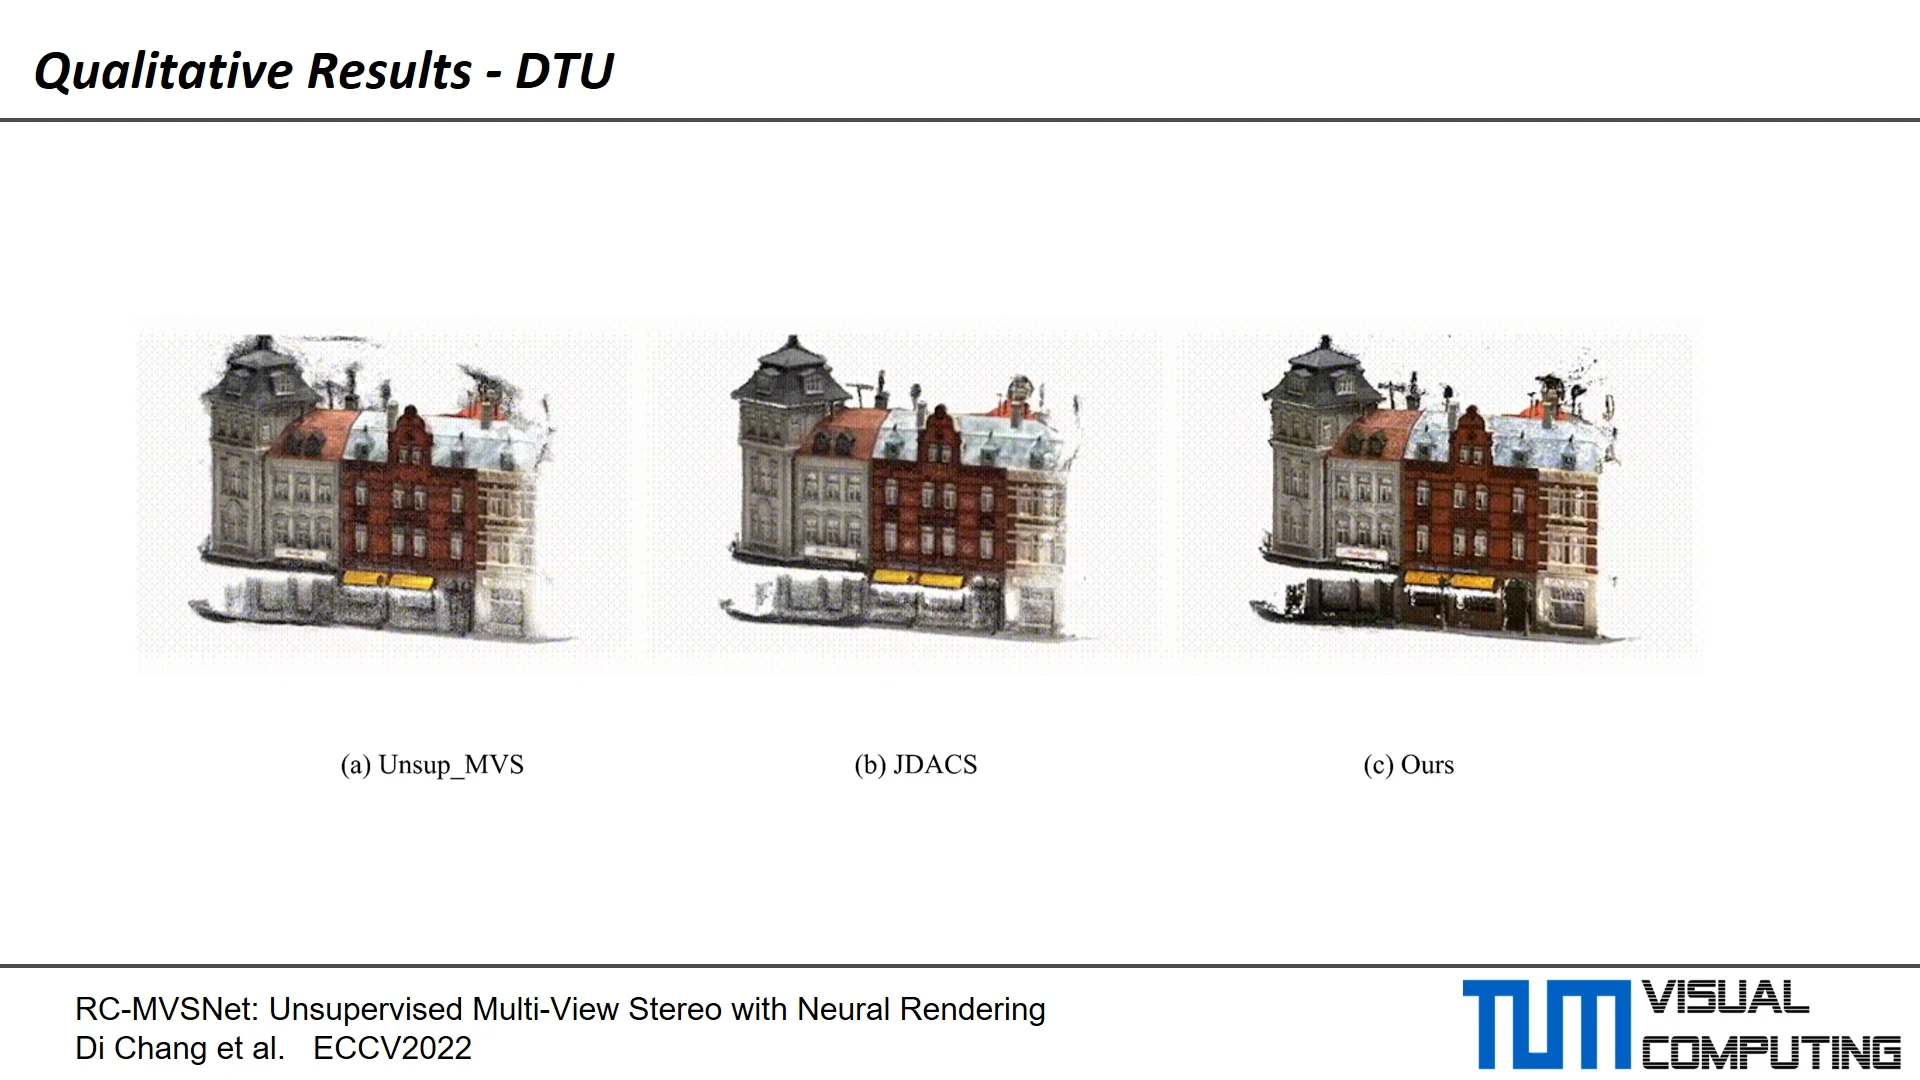 Qualitative Results - DTU
(a) Unsup_MVS
(b) JDACS
(c) Ours
RC-MVSNet: Unsupervised Multi-View Stereo with Neural Rendering
Di Chang et al. ECCV2022
TUM VISUAL
COMPUTING